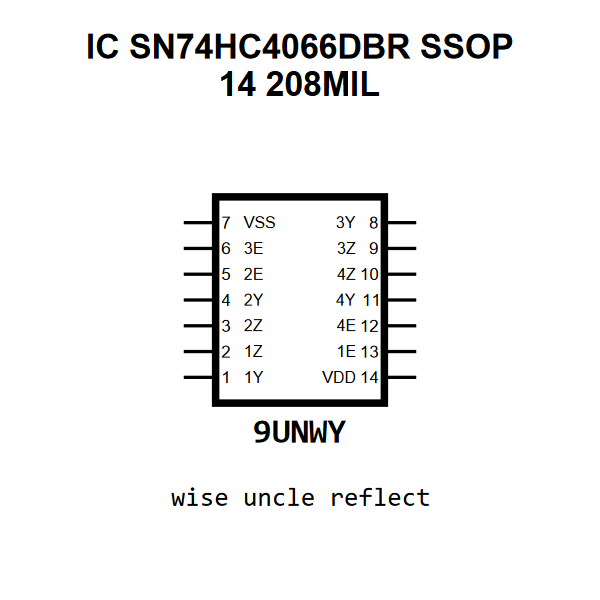 IC SN74HC4066DBR SSOP
14 208MIL
7 VSS 3Y 8
6 3E 3Z 9
5 2E 4Z 10
4 2Y 4Y 11
3 2Z 4E 12
2 1Z 1E 13
1 1Y VDD 14
9UNWY
wise uncle reflect